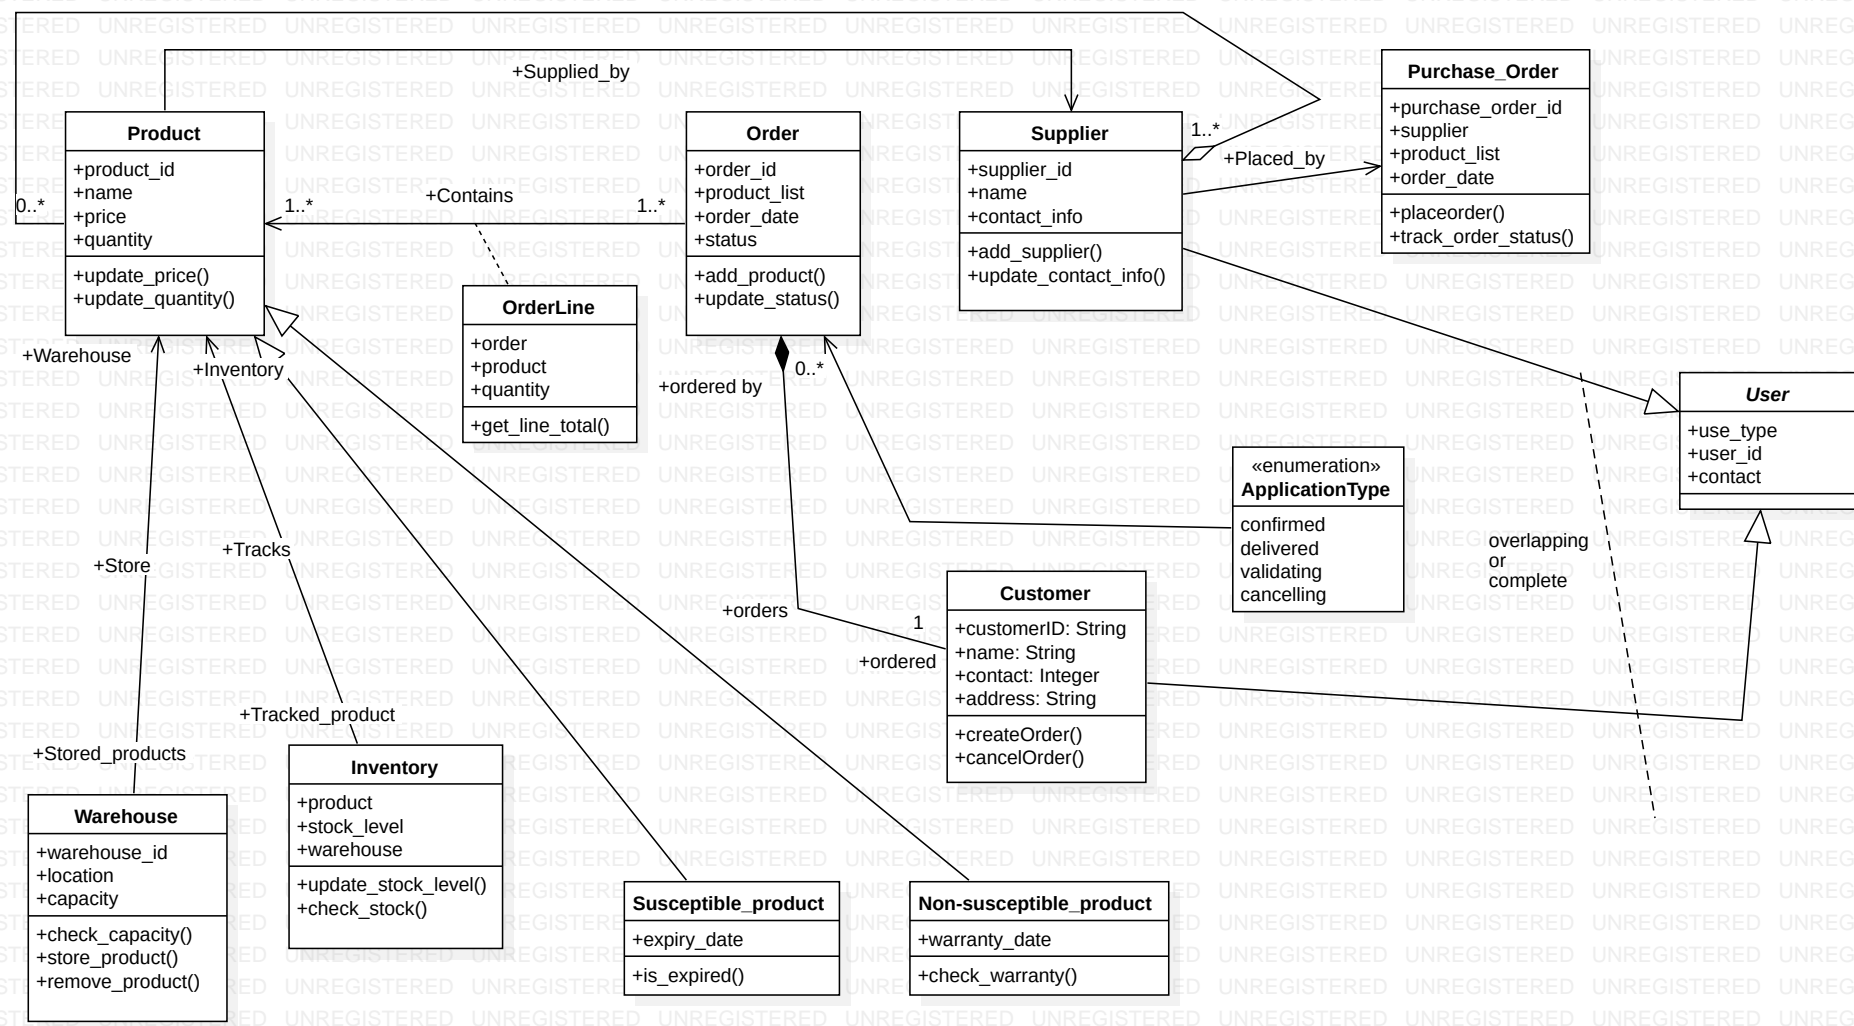 +Supplied_by
Product
+product_id
+name
+price
+quantity
+update_price()
+update_quantity()
0..*
1..*
+Contains
1..*
Order
+order_id
+product_list
+order_date
+status
+add_product()
+update_status()
Supplier
+supplier_id
+name
+contact_info
+add_supplier()
+update_contact_info()
1..*
+Placed_by
Purchase_Order
+purchase_order_id
+supplier
+product_list
+order_date
+placeorder()
+track_order_status()
OrderLine
+order
+product
+quantity
+get_line_total()
+Warehouse
+Inventory
+ordered by
0..*
User
+use_type
+user_id
+contact
«enumeration»
ApplicationType
confirmed
delivered
validating
cancelling
overlapping
or
complete
+Store
+Tracks
+orders
1
+ordered
Customer
+customerID: String
+name: String
+contact: Integer
+address: String
+createOrder()
+cancelOrder()
+Tracked_product
+Stored_products
Warehouse
+warehouse_id
+location
+capacity
+check_capacity()
+store_product()
+remove_product()
Inventory
+product
+stock_level
+warehouse
+update_stock_level()
+check_stock()
Susceptible_product
+expiry_date
+is_expired()
Non-susceptible_product
+warranty_date
+check_warranty()
UNREGISTERED